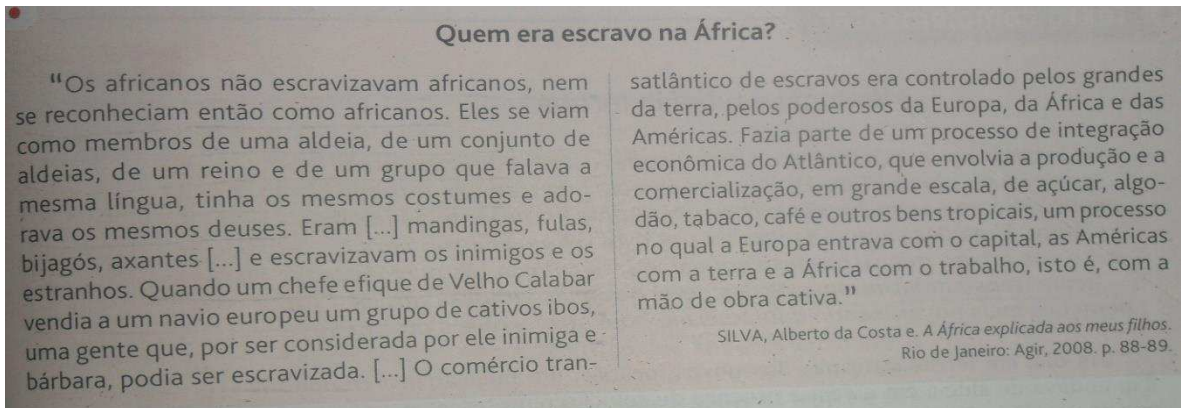 Quem era escravo na África?
“Os africanos não escravizavam africanos, nem
se reconheciam então como africanos. Eles se viam
como membros de uma aldeia, de um conjunto de
aldeias, de um reino e de um grupo que falava a
mesma língua, tinha os mesmos costumes e ado-
rava os mesmos deuses. Eram [...] mandingas, fulas,
bijagós, axantes [...] e escravizavam os inimigos e os
estranhos. Quando um chefe efique de Velho Calabar
vendia a um navio europeu um grupo de cativos ibos,
uma gente que, por ser considerada por ele inimiga e
bárbara, podia ser escravizada. [...] O comércio tran-
satlântico de escravos era controlado pelos grandes
da terra, pelos poderosos da Europa, da África e das
Américas. Fazia parte de um processo de integração
econômica do Atlântico, que envolvia a produção e a
comercialização, em grande escala, de açúcar, algo-
dão, tabaco, café e outros bens tropicais, um processo
no qual a Europa entrava com o capital, as Américas
com a terra e a África com o trabalho, isto é, com a
mão de obra cativa.”
SILVA, Alberto da Costa e. A África explicada aos meus filhos.
Rio de Janeiro: Agir, 2008. p. 88-89.